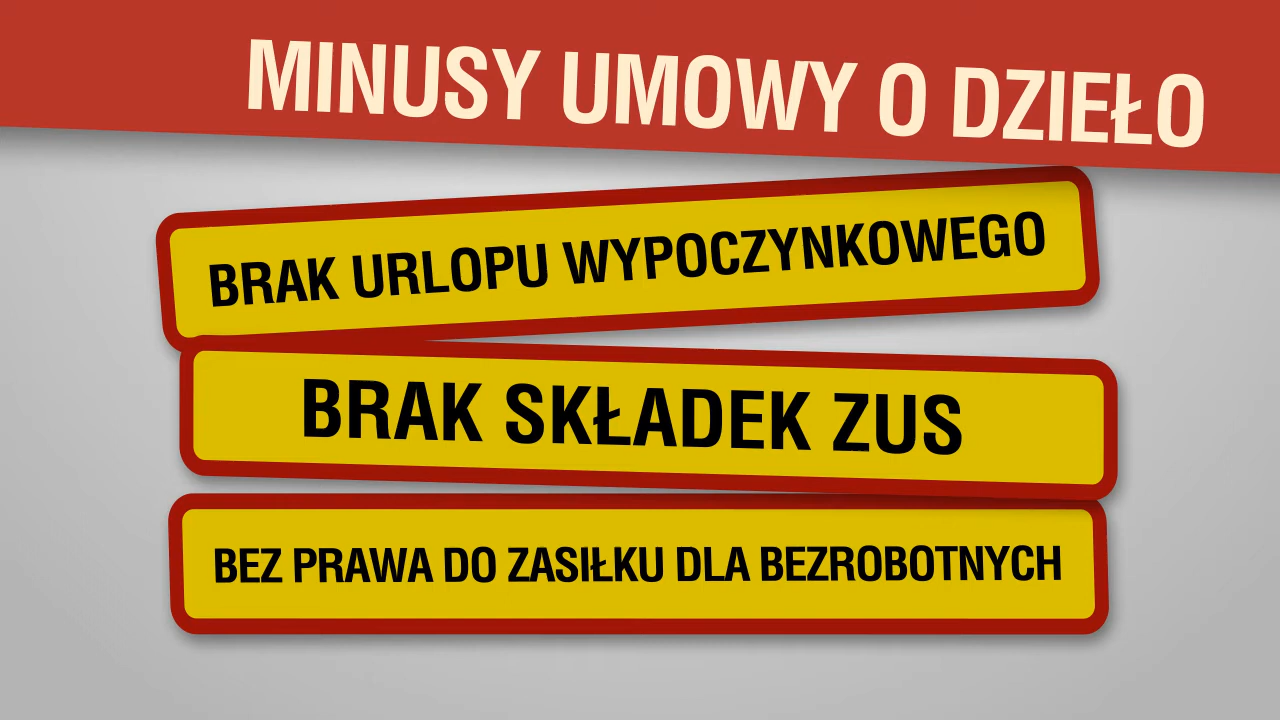 MINUSY UMOWY O DZIEŁO
BRAK URLOPU WYPOCZYNKOWEGO
BRAK SKŁADEK ZUS
BEZ PRAWA DO ZASIŁKU DLA BEZROBOTNYCH